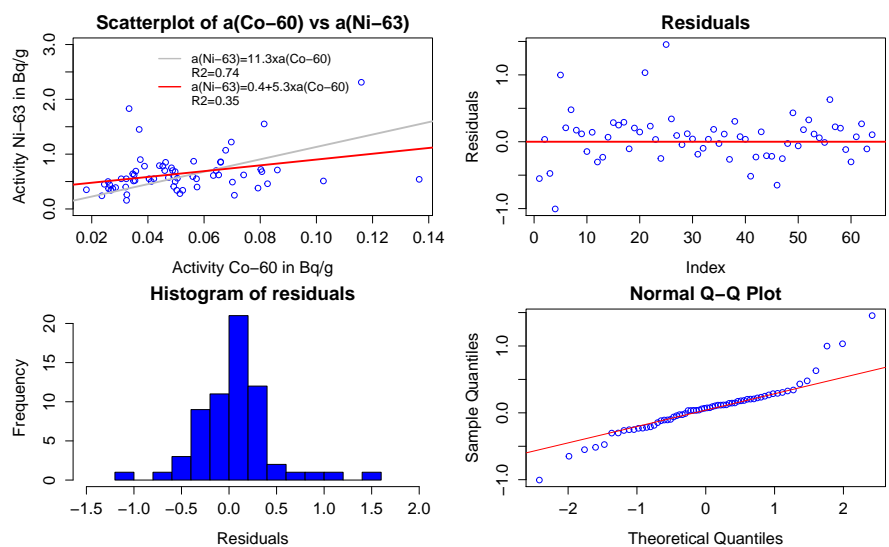 Scatterplot of a(Co−60) vs a(Ni−63)
Activity Ni−63 in Bq/g
3.0
2.0
1.0
0.0
a(Ni−63)=11.3xa(Co−60)
R2=0.74
a(Ni−63)=0.4+5.3xa(Co−60)
R2=0.35
0.02 0.04 0.06 0.08 0.10 0.12 0.14
Activity Co−60 in Bq/g
Residuals
Residuals
1.0
0.0
−1.0
0 10 20 30 40 50 60
Index
Histogram of residuals
Frequency
20
15
10
5
0
−1.5 −1.0 −0.5 0.0 0.5 1.0 1.5 2.0
Residuals
Normal Q−Q Plot
Sample Quantiles
1.0
0.0
−1.0
−2 −1 0 1 2
Theoretical Quantiles